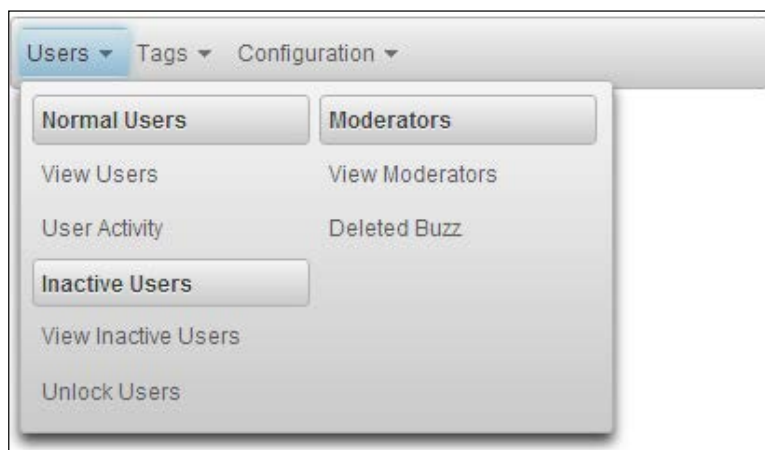 Users Tags Configuration
Normal Users
View Users
User Activity
Inactive Users
View Inactive Users
Unlock Users
Moderators
View Moderators
Deleted Buzz